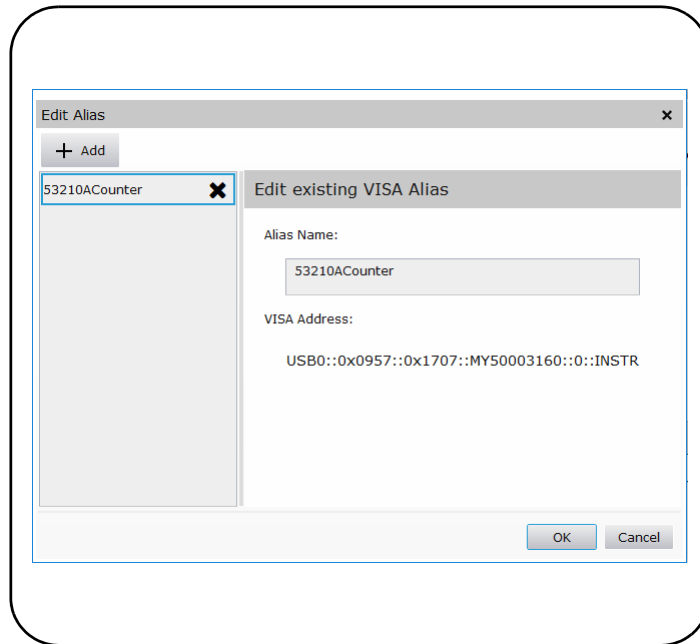 Edit Alias
+ Add
53210ACounter
Edit existing VISA Alias
Alias Name:
53210ACounter
VISA Address:
USB0::0x0957::0x1707::MY50003160::0::INSTR
OK
Cancel